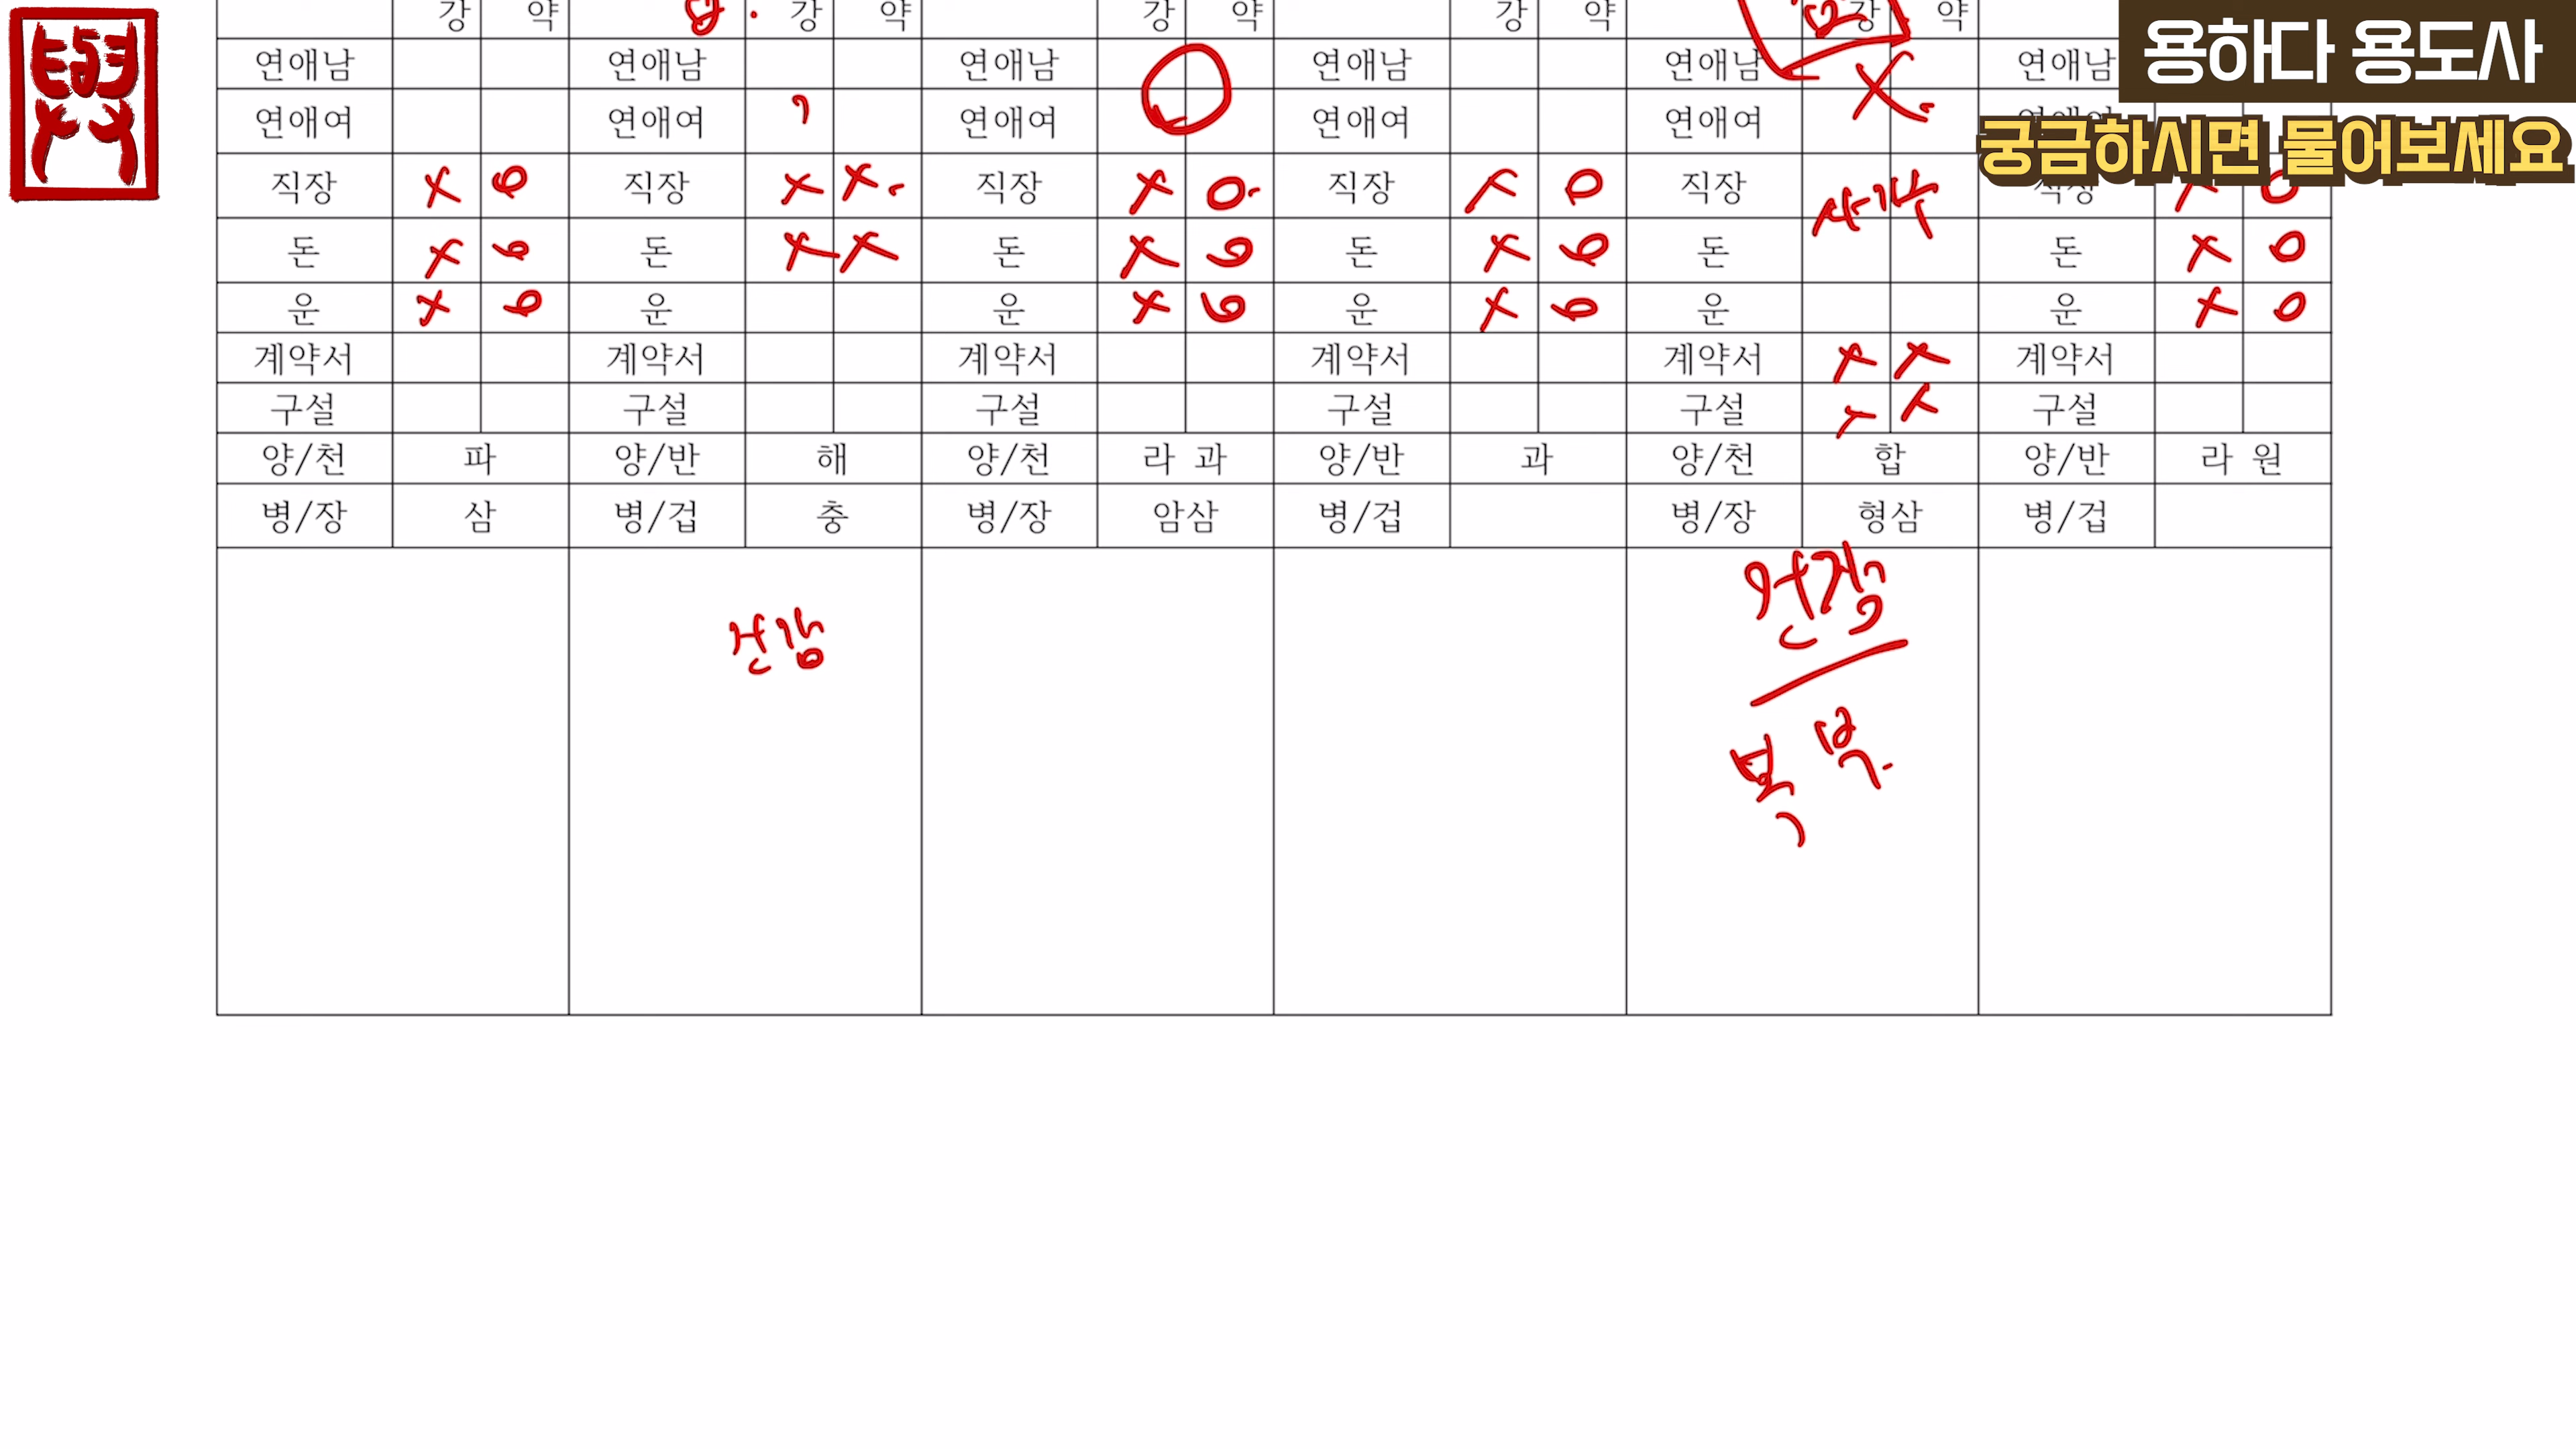 용하다 용도사
궁금하시면 물어보세요
강 약 강 약 강 약 강 약 강 약
연애남 연애남 연애남 연애남 연애남 연애남
연애여 연애여 연애여 연애여 연애여
직장 X O 직장 X X 직장 X O 직장 X O 직장 직장 X O
돈 X O 돈 X X 돈 X O 돈 X O 돈 돈 X O
운 X O 운 운 X O 운 X O 운 운 X O
계약서 계약서 계약서 계약서 계약서 X X 계약서
구설 구설 구설 구설 구설 X X 구설
양/천 파 양/반 해 양/천 라 과 양/반 과 양/천 합 양/반 라 원
병/장 삼 병/겁 충 병/장 암삼 병/겁 병/장 형삼 병/겁